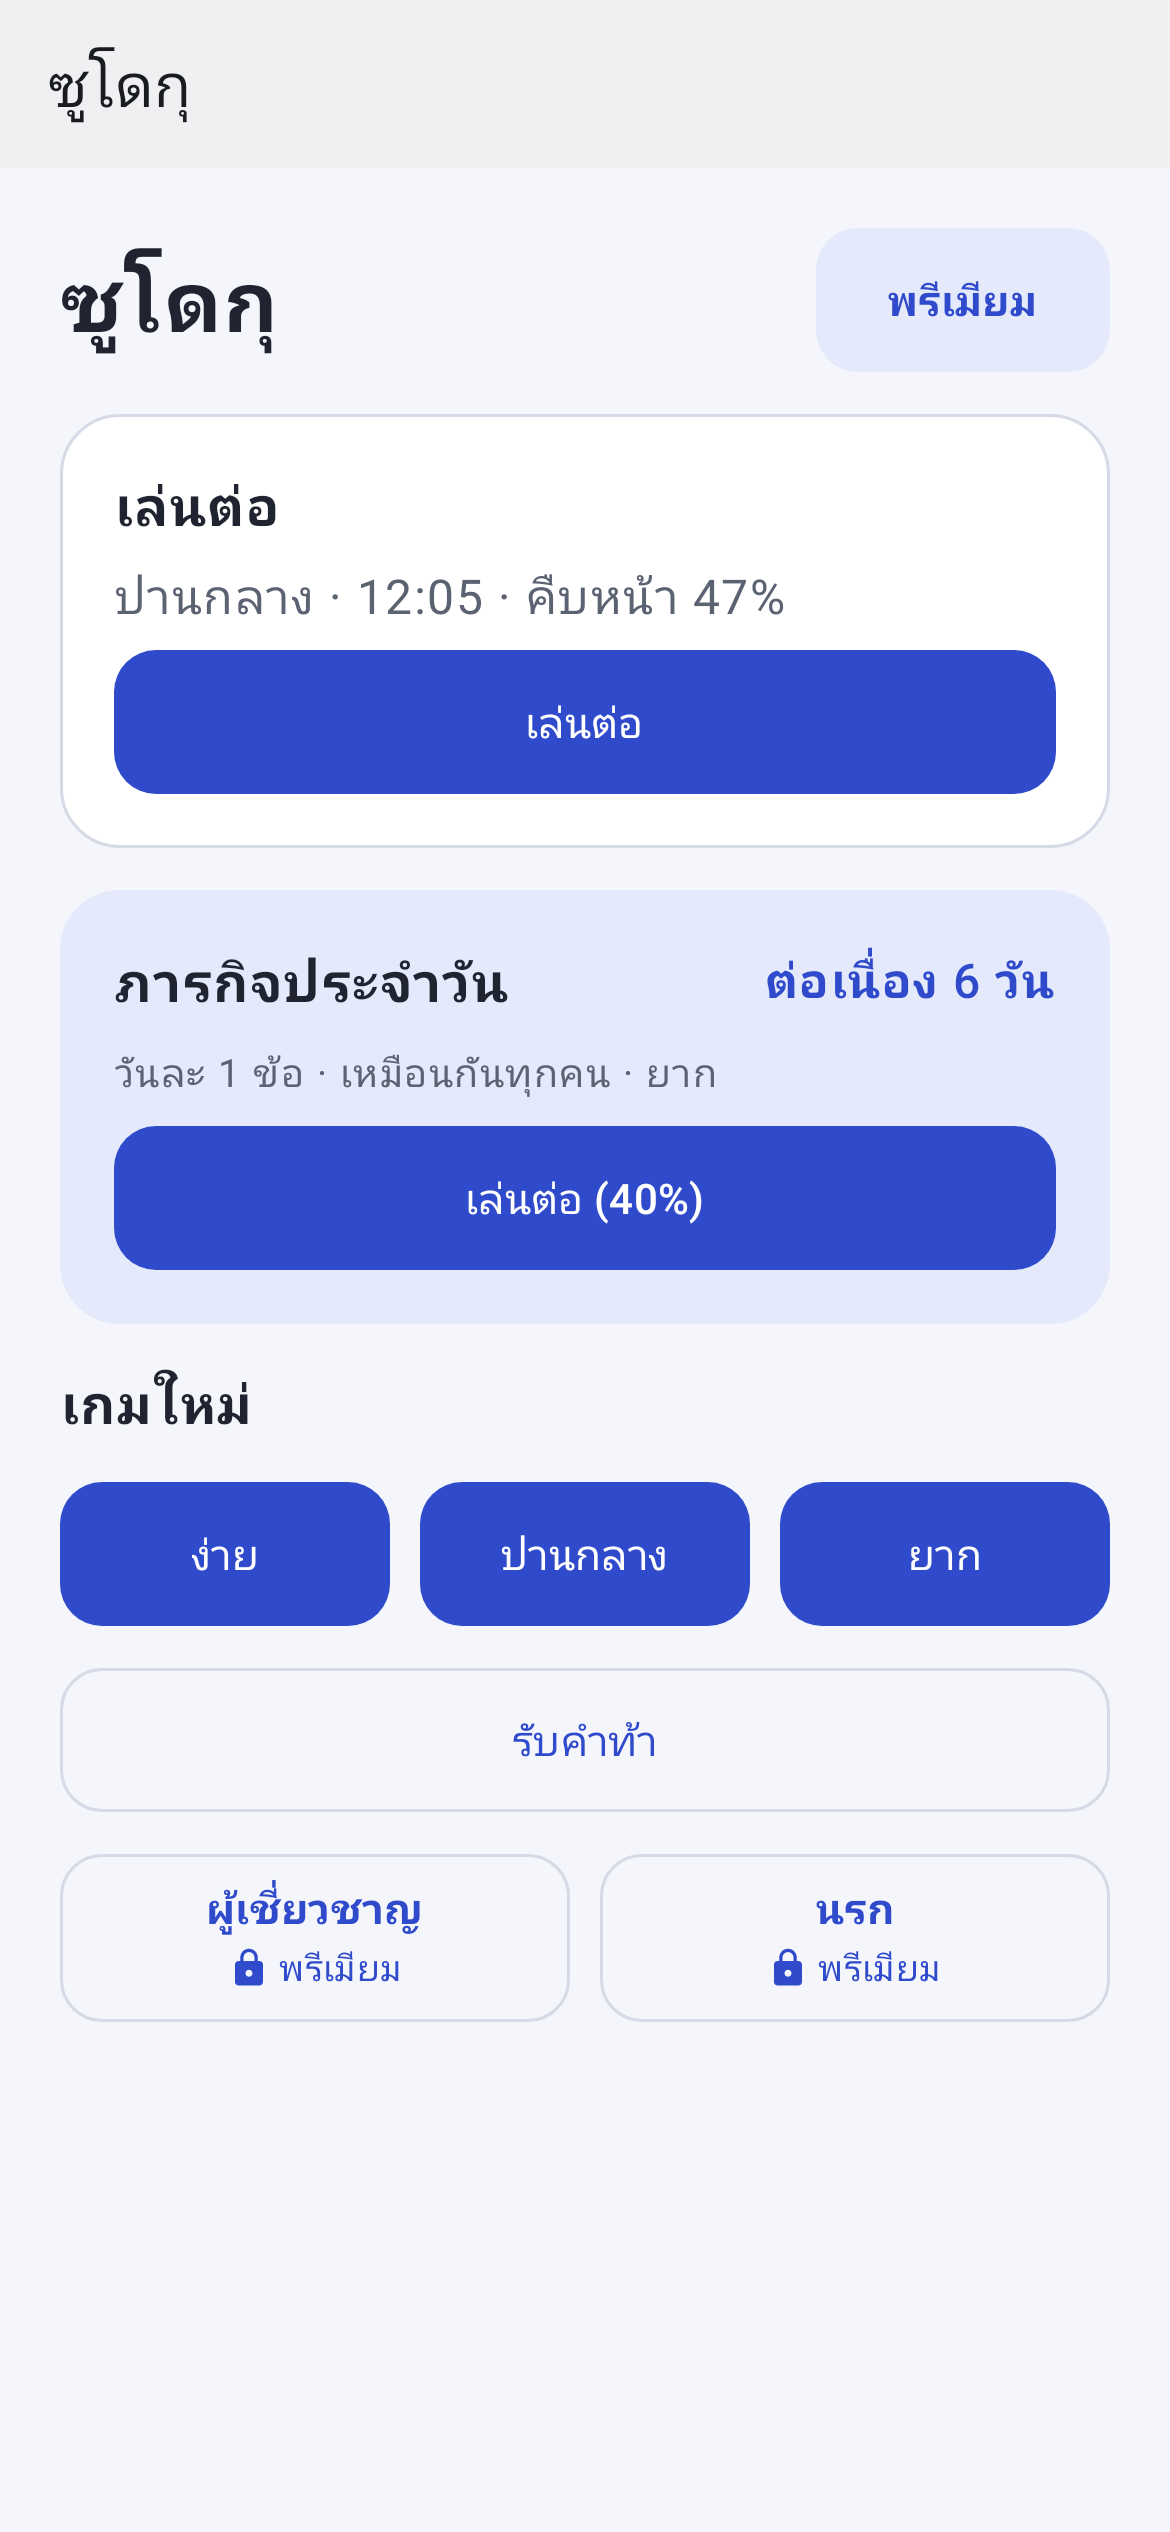 ซูโดกุ
ซูโดกุ
พรีเมียม
เล่นต่อ
ปานกลาง · 12:05 · คืบหน้า 47%
เล่นต่อ
ภารกิจประจำวัน
ต่อเนื่อง 6 วัน
วันละ 1 ข้อ · เหมือนกันทุกคน · ยาก
เล่นต่อ (40%)
เกมใหม่
ง่าย
ปานกลาง
ยาก
รับคำท้า
ผู้เชี่ยวชาญ
พรีเมียม
นรก
พรีเมียม